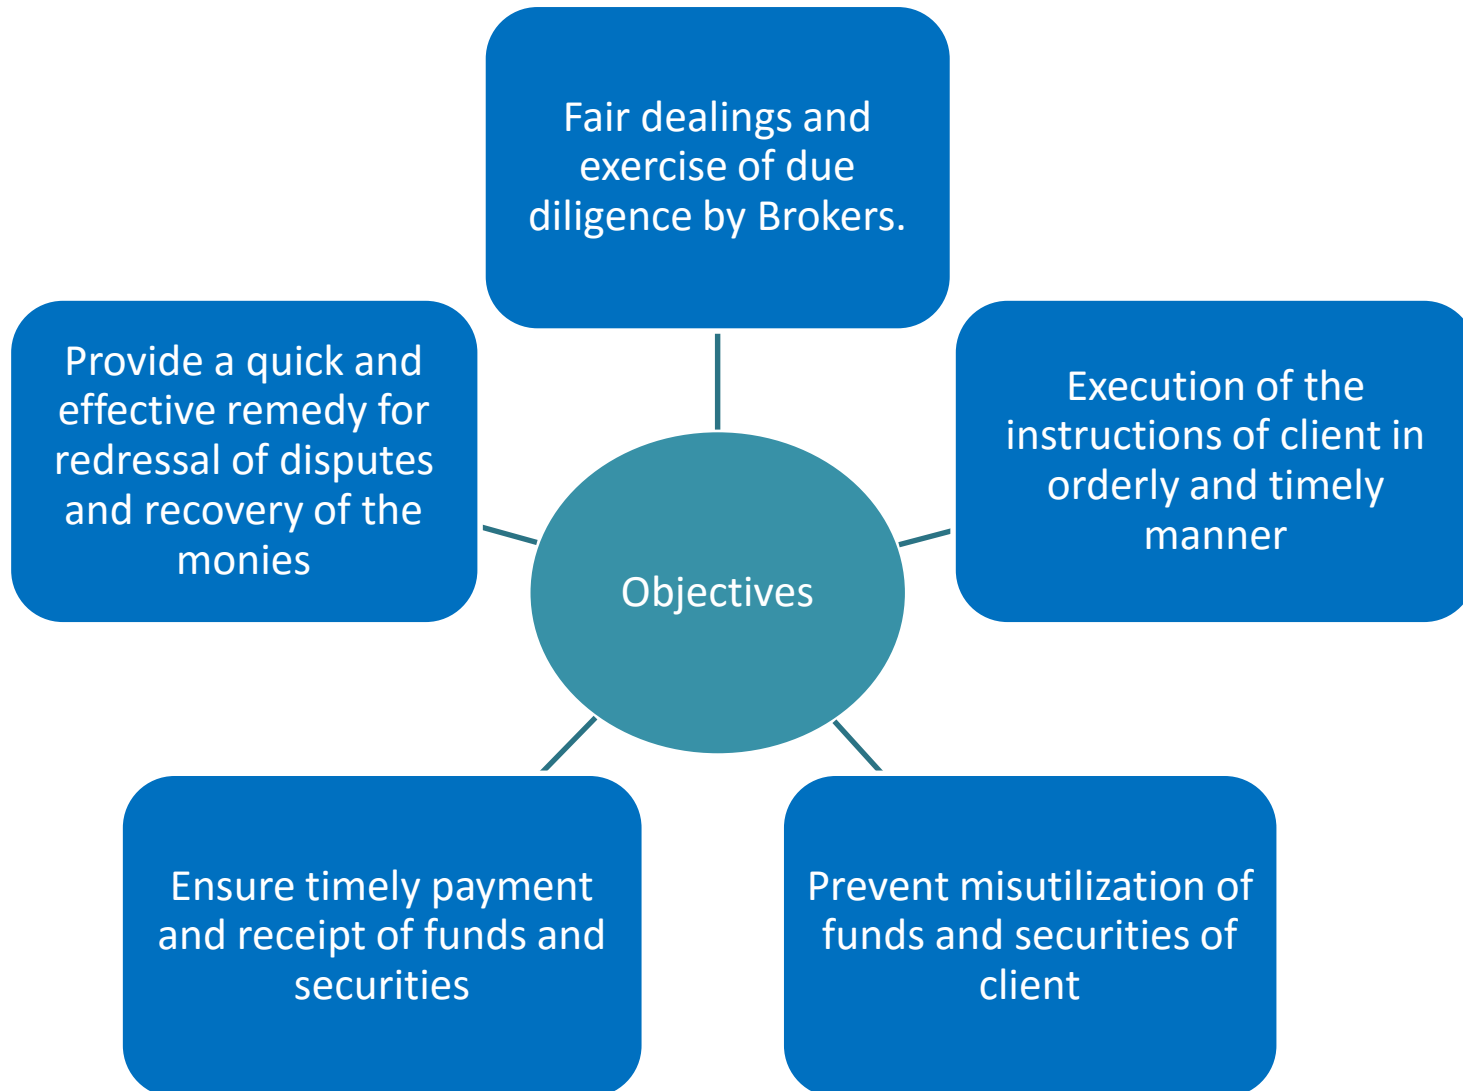 Fair dealings and
exercise of due
diligence by Brokers.
Execution of the
instructions of client in
orderly and timely
manner
Prevent misutilization of
funds and securities of
client
Ensure timely payment
and receipt of funds and
securities
Provide a quick and
effective remedy for
redressal of disputes
and recovery of the
monies
Objectives